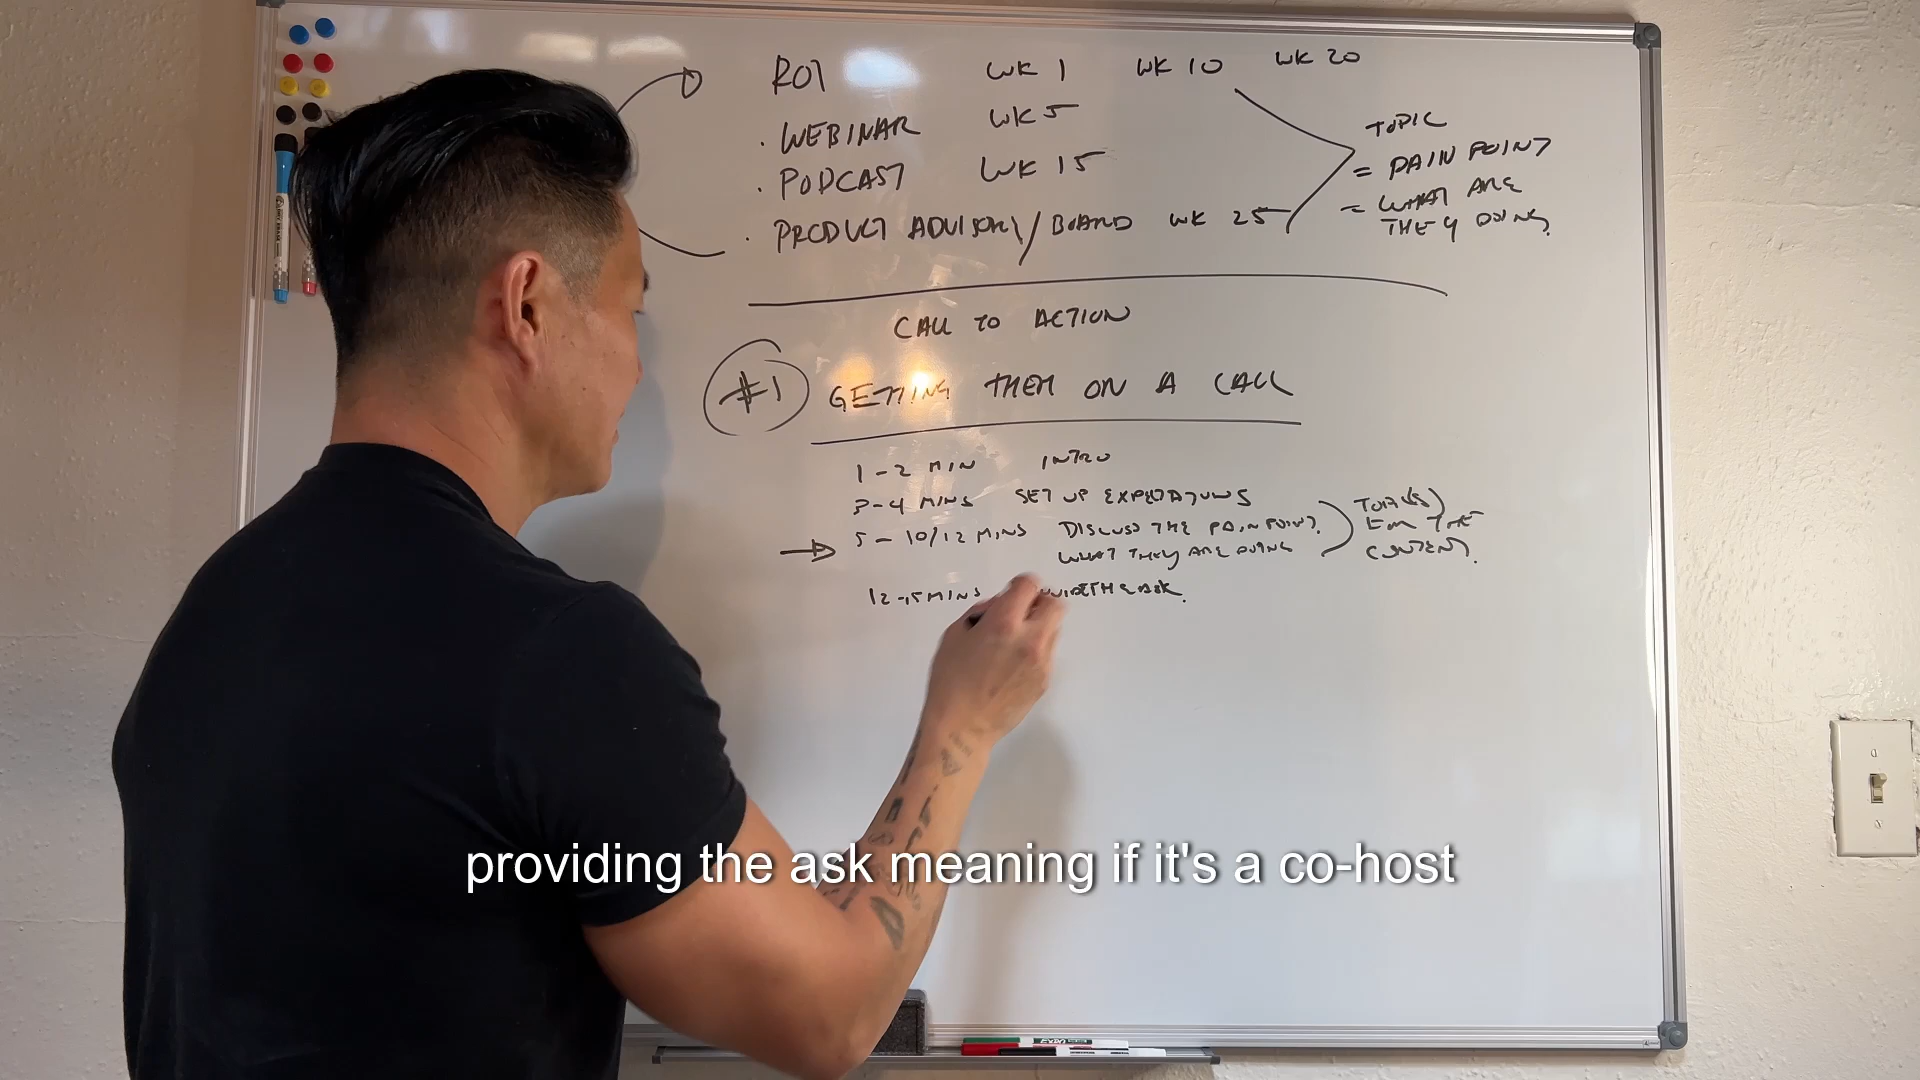 ROI WK 1 WK 10 WK 20
· WEBINAR WK 5
· PODCAST WK 15
· PRODUCT ADVISORY / BOARD WK 25
TOPIC
= PAIN POINT
= WHAT ARE
THEY DOING
CALL TO ACTION
#1 GETTING THEM ON A CALL
1-2 MIN INTRO
3-4 MINS SET UP EXPECTATIONS
5-10/12 MINS DISCUSS THE PAIN POINT
WHAT THEY ARE DOING
TOPIC(S)
FOR THE
CONTENT.
12-15 MINS THE ASK.
providing the ask meaning if it's a co-host